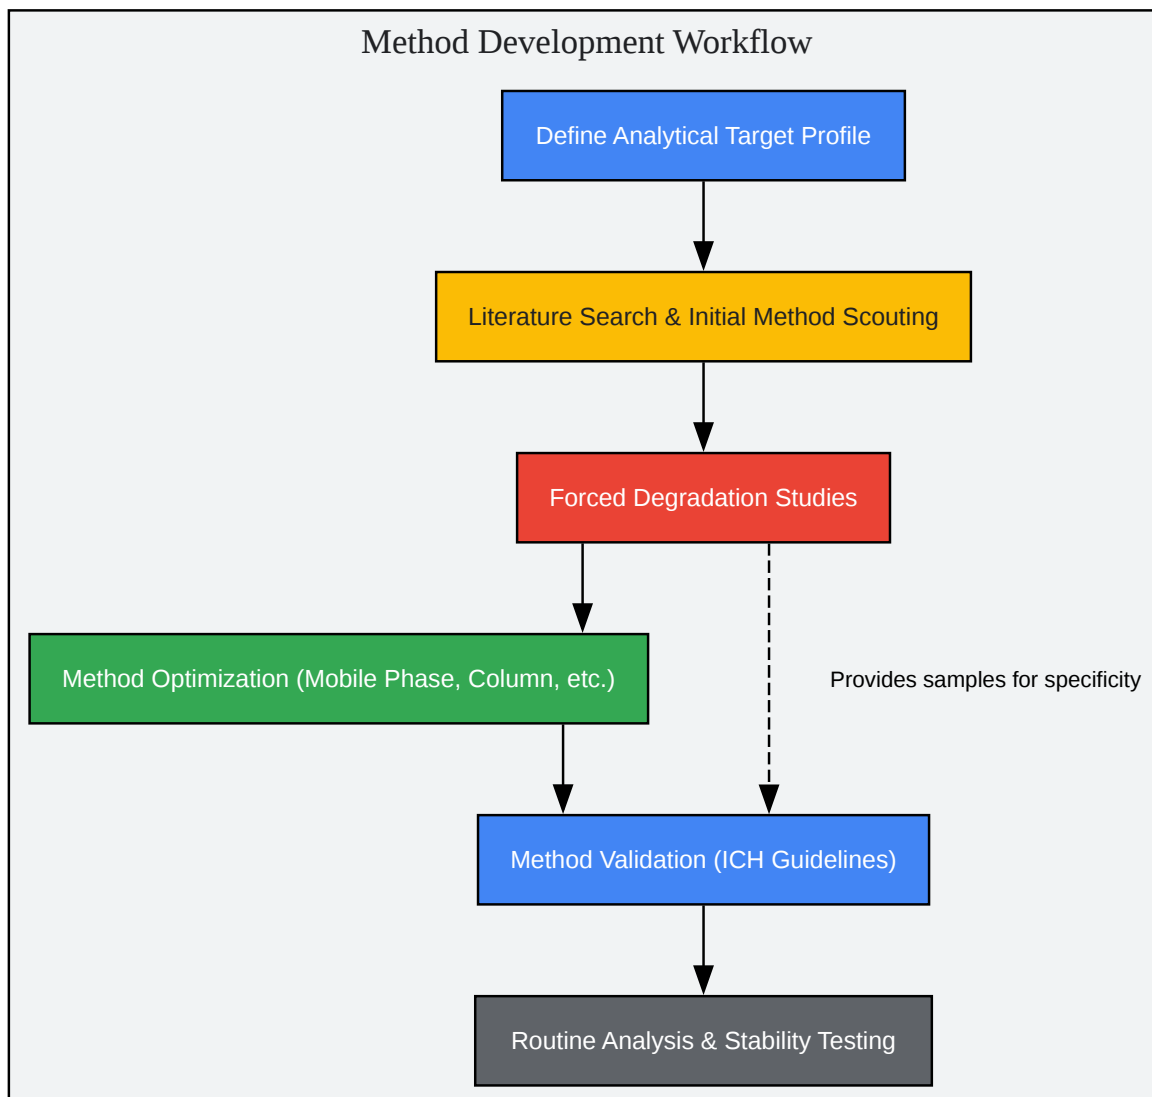 Method Development Workflow
Define Analytical Target Profile
Literature Search & Initial Method Scouting
Forced Degradation Studies
Method Optimization (Mobile Phase, Column, etc.)
Provides samples for specificity
Method Validation (ICH Guidelines)
Routine Analysis & Stability Testing